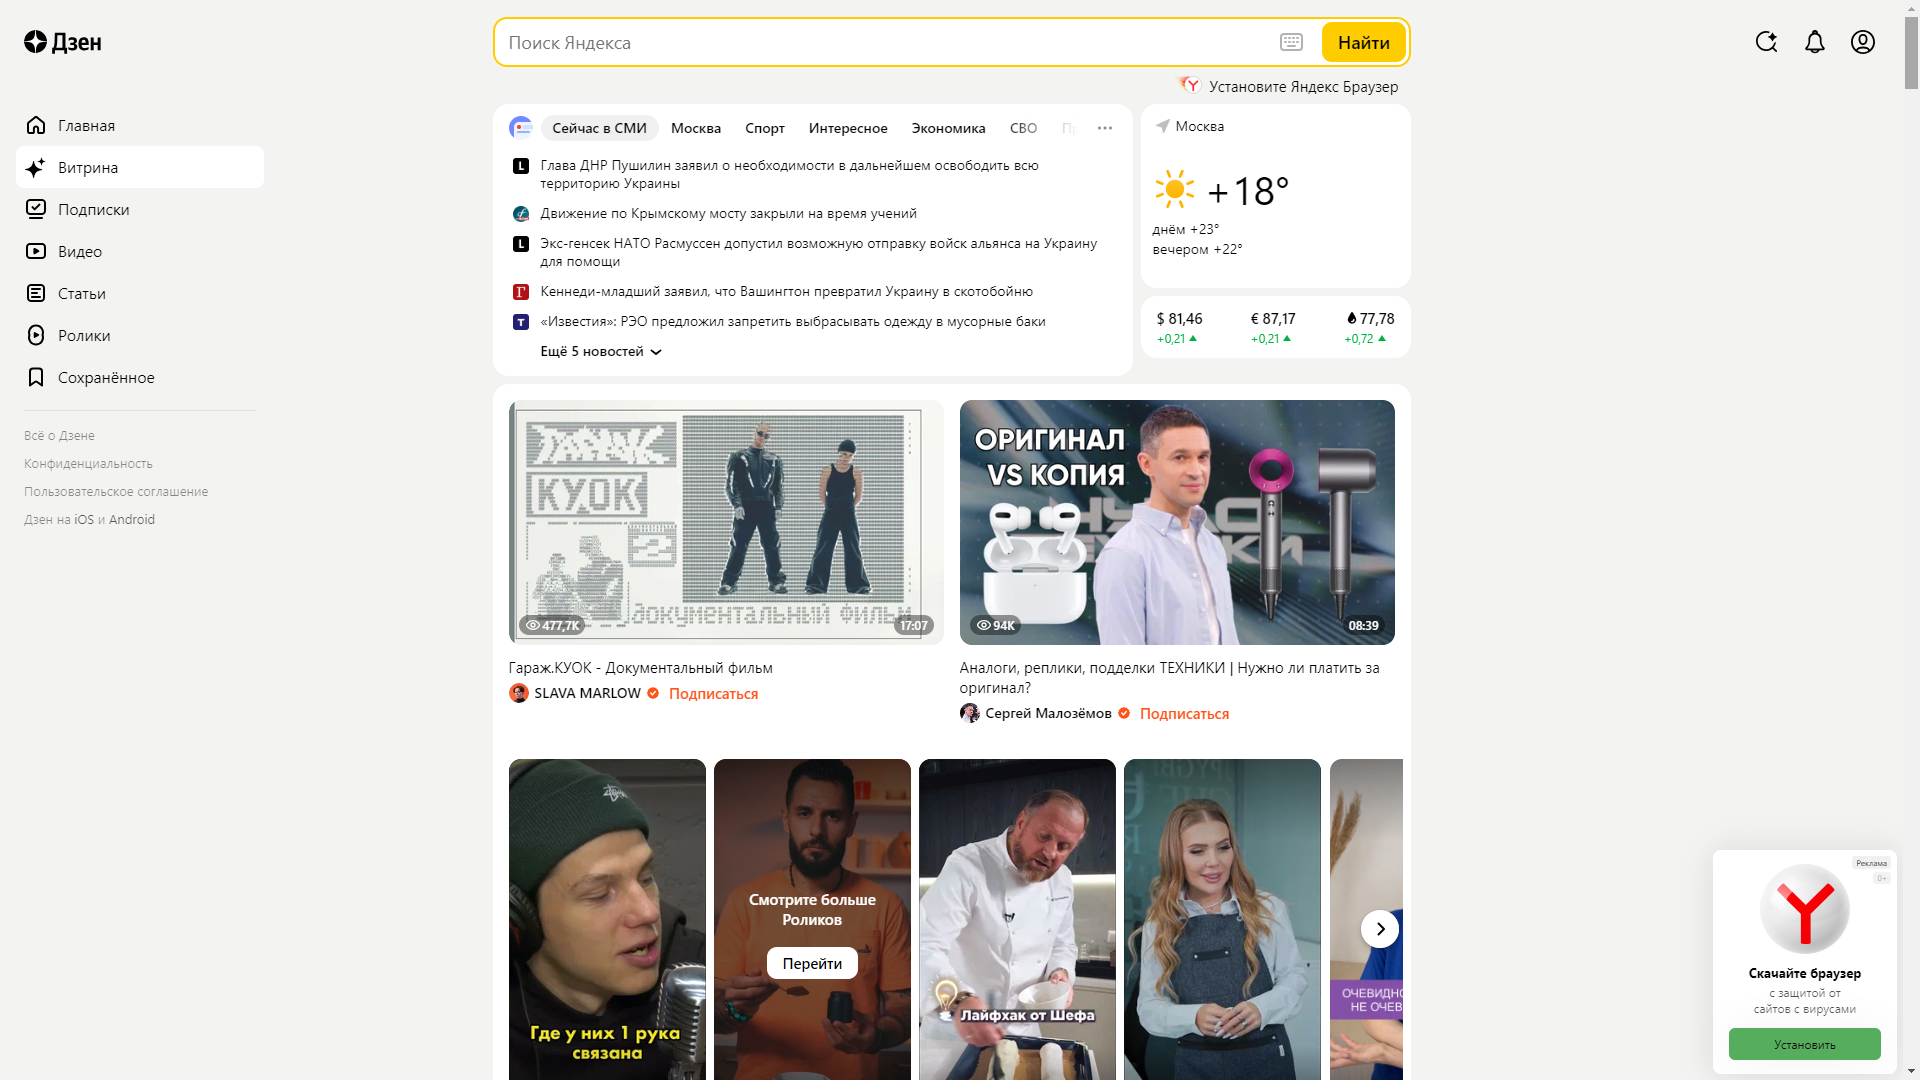 Дзен
Поиск Яндекса
Найти
Установите Яндекс Браузер
Главная
Витрина
Подписки
Видео
Статьи
Ролики
Сохранённое
Всё о Дзене
Конфиденциальность
Пользовательское соглашение
Дзен на iOS и Android
Сейчас в СМИ Москва Спорт Интересное Экономика СВО
Глава ДНР Пушилин заявил о необходимости в дальнейшем освободить всю
территорию Украины
Движение по Крымскому мосту закрыли на время учений
Экс-генсек НАТО Расмуссен допустил возможную отправку войск альянса на Украину
для помощи
Кеннеди-младший заявил, что Вашингтон превратил Украину в скотобойню
«Известия»: РЭО предложил запретить выбрасывать одежду в мусорные баки
Ещё 5 новостей
Москва
+18°
днём +23°
вечером +22°
$ 81,46 € 87,17 77,78
+0,21 +0,21 +0,72
ГАРАЖ
КУОК
ДОКУМЕНТАЛЬНЫЙ ФИЛЬМ
477,7K
17:07
Гараж.КУОК - Документальный фильм
SLAVA MARLOW Подписаться
ОРИГИНАЛ
VS КОПИЯ
94K
08:39
Аналоги, реплики, подделки ТЕХНИКИ | Нужно ли платить за
оригинал?
Сергей Малозёмов Подписаться
Где у них 1 рука
связана
Смотрите больше
Роликов
Перейти
Лайфхак от Шефа
НЕ ОЧЕВ
Реклама
0+
Скачайте браузер
с защитой от
сайтов с вирусами
Установить